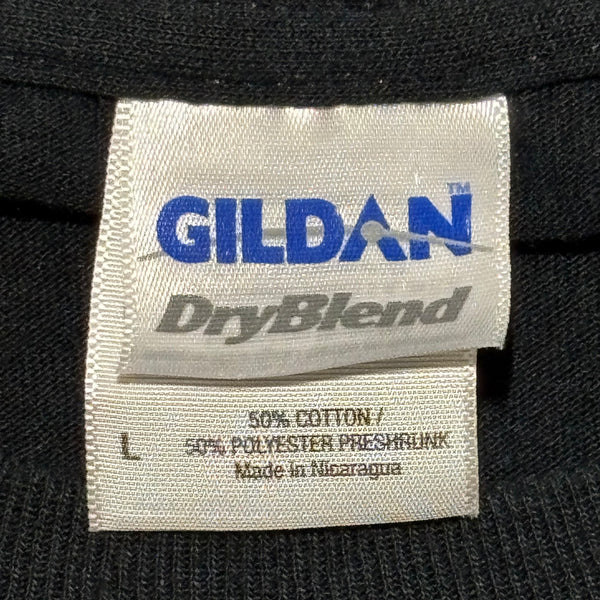 GILDAN™
DryBlend
50% COTTON /
50% POLYESTER PRESHRUNK
L
Made in Nicaragua